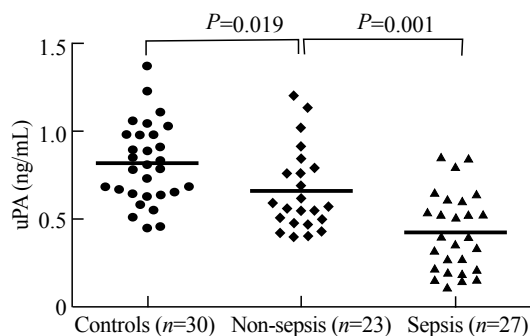 P=0.019
P=0.001
1.5
1.0
0.5
0
uPA (ng/mL)
Controls (n=30)
Non-sepsis (n=23)
Sepsis (n=27)